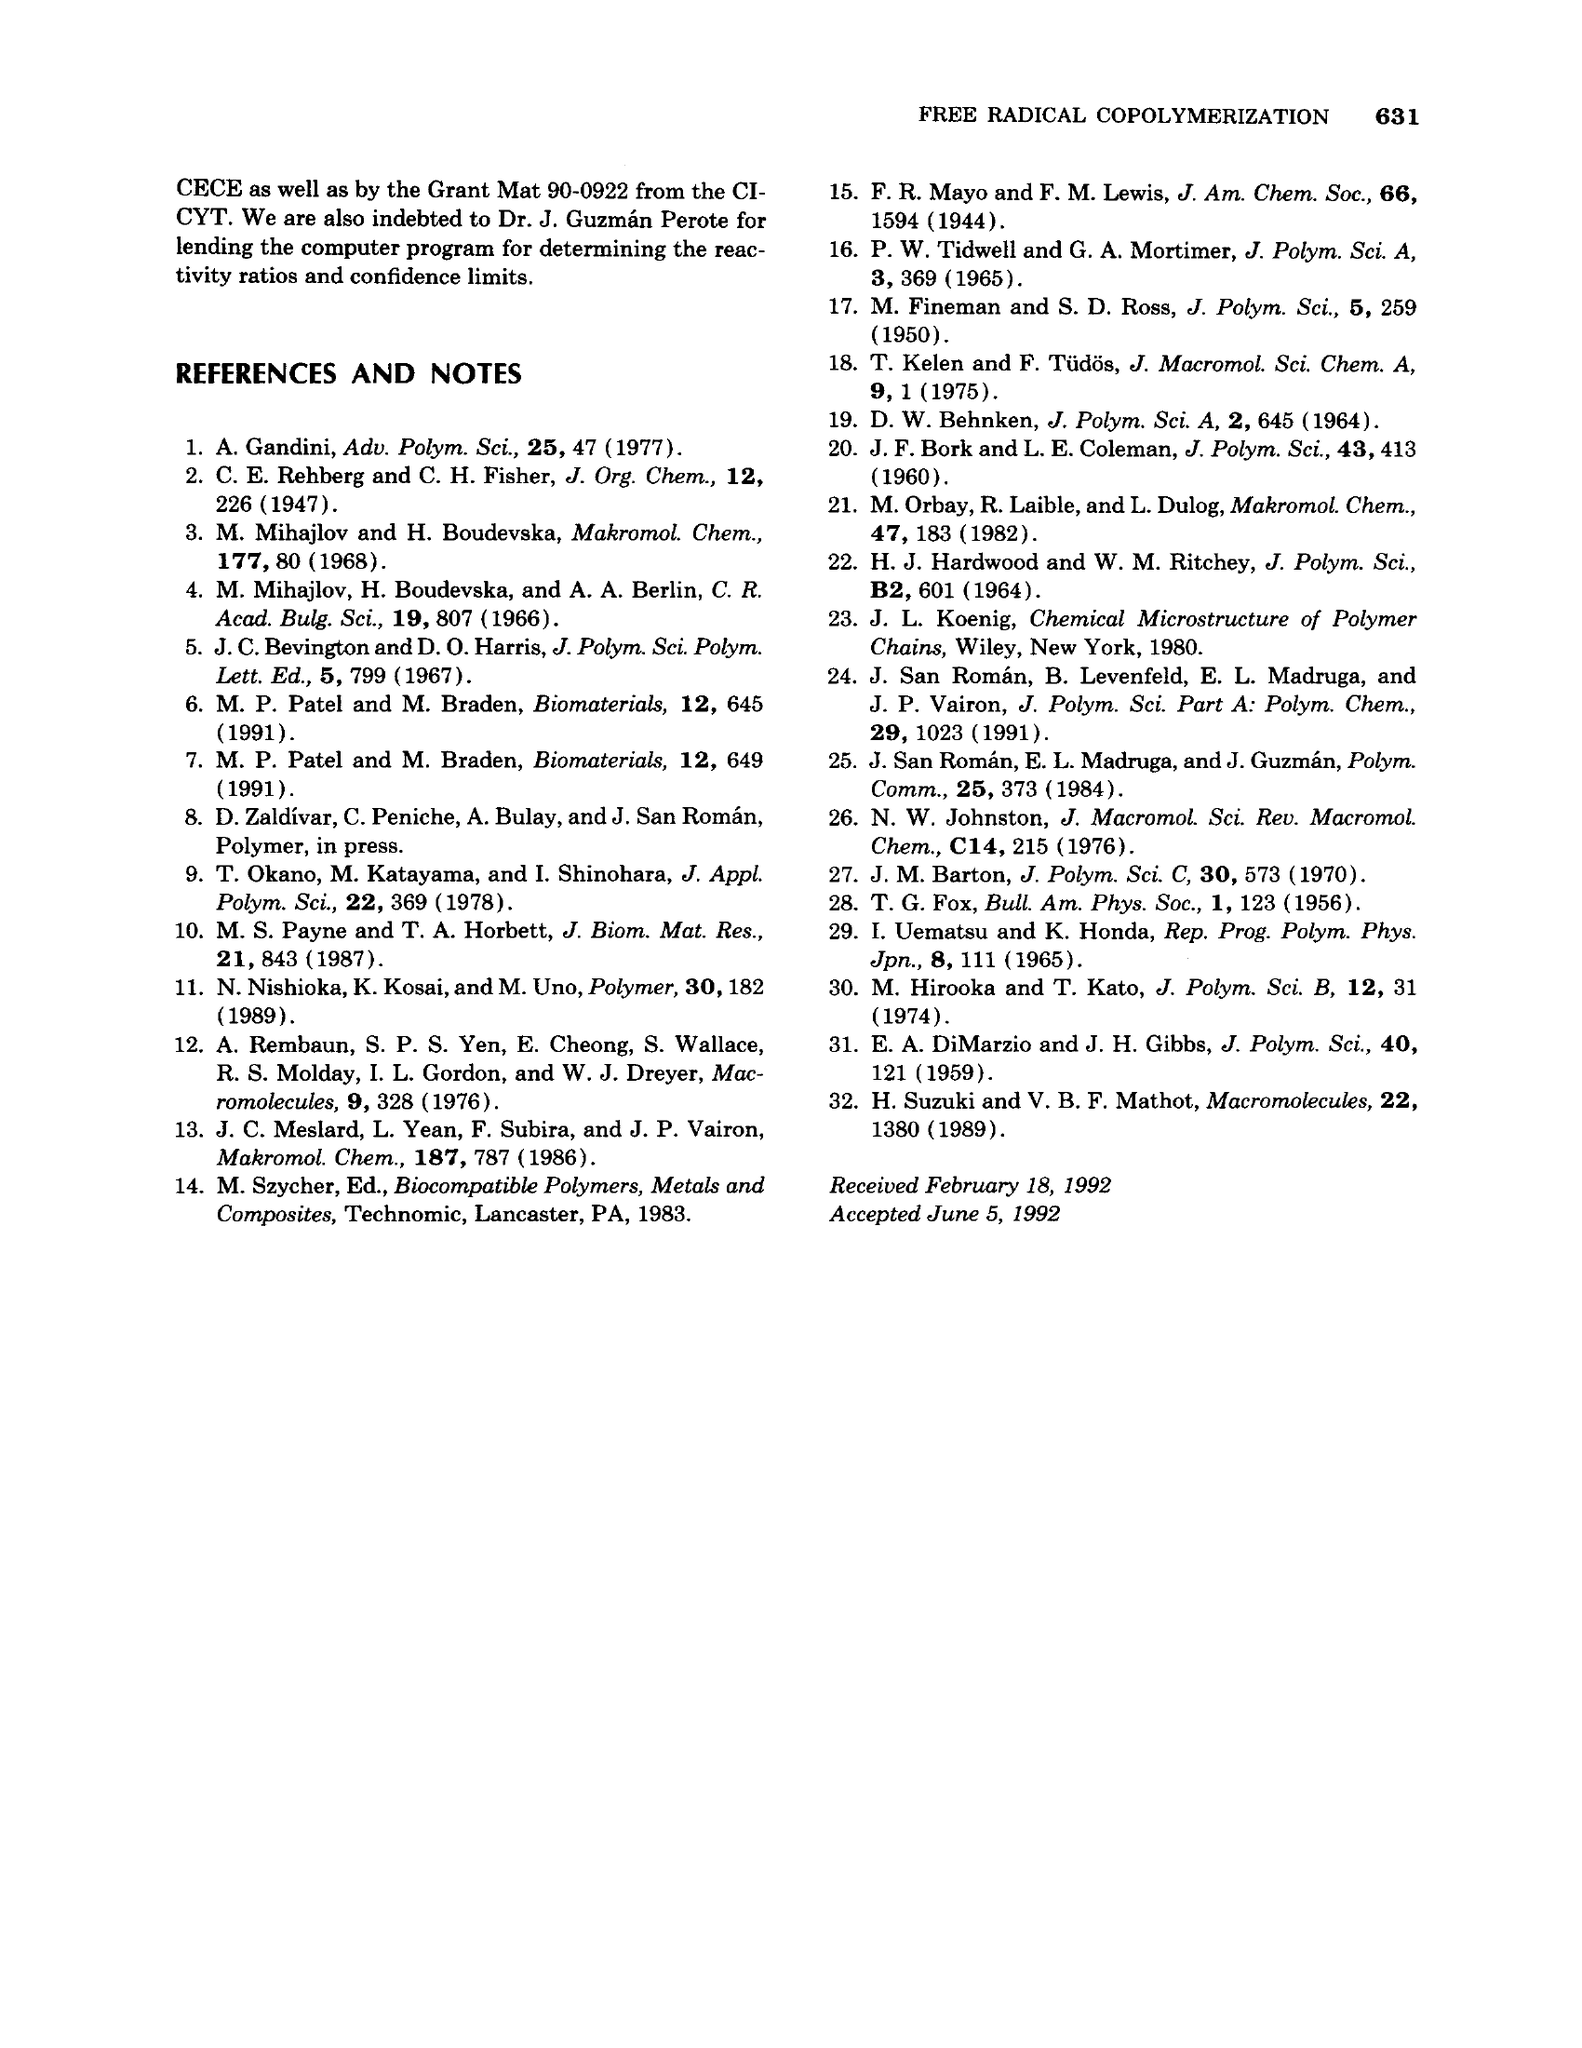 FREE RADICAL COPOLYMERIZATION 631
CECE as well as by the Grant Mat 90-0922 from the CI-
CYT. We are also indebted to Dr. J. Guzmán Perote for
lending the computer program for determining the reac-
tivity ratios and confidence limits.
REFERENCES AND NOTES
1. A. Gandini, Adv. Polym. Sci., 25, 47 (1977).
2. C. E. Rehberg and C. H. Fisher, J. Org. Chem., 12,
226 (1947).
3. M. Mihajlov and H. Boudevska, Makromol. Chem.,
177, 80 (1968).
4. M. Mihajlov, H. Boudevska, and A. A. Berlin, C. R.
Acad. Bulg. Sci., 19, 807 (1966).
5. J. C. Bevington and D. O. Harris, J. Polym. Sci. Polym.
Lett. Ed., 5, 799 (1967).
6. M. P. Patel and M. Braden, Biomaterials, 12, 645
(1991).
7. M. P. Patel and M. Braden, Biomaterials, 12, 649
(1991).
8. D. Zaldívar, C. Peniche, A. Bulay, and J. San Román,
Polymer, in press.
9. T. Okano, M. Katayama, and I. Shinohara, J. Appl.
Polym. Sci., 22, 369 (1978).
10. M. S. Payne and T. A. Horbett, J. Biom. Mat. Res.,
21, 843 (1987).
11. N. Nishioka, K. Kosai, and M. Uno, Polymer, 30, 182
(1989).
12. A. Rembaun, S. P. S. Yen, E. Cheong, S. Wallace,
R. S. Molday, I. L. Gordon, and W. J. Dreyer, Mac-
romolecules, 9, 328 (1976).
13. J. C. Meslard, L. Yean, F. Subira, and J. P. Vairon,
Makromol. Chem., 187, 787 (1986).
14. M. Szycher, Ed., Biocompatible Polymers, Metals and
Composites, Technomic, Lancaster, PA, 1983.
15. F. R. Mayo and F. M. Lewis, J. Am. Chem. Soc., 66,
1594 (1944).
16. P. W. Tidwell and G. A. Mortimer, J. Polym. Sci. A,
3, 369 (1965).
17. M. Fineman and S. D. Ross, J. Polym. Sci., 5, 259
(1950).
18. T. Kelen and F. Tüdös, J. Macromol. Sci. Chem. A,
9, 1 (1975).
19. D. W. Behnken, J. Polym. Sci. A, 2, 645 (1964).
20. J. F. Bork and L. E. Coleman, J. Polym. Sci., 43, 413
(1960).
21. M. Orbay, R. Laible, and L. Dulog, Makromol. Chem.,
47, 183 (1982).
22. H. J. Hardwood and W. M. Ritchey, J. Polym. Sci.,
B2, 601 (1964).
23. J. L. Koenig, Chemical Microstructure of Polymer
Chains, Wiley, New York, 1980.
24. J. San Román, B. Levenfeld, E. L. Madruga, and
J. P. Vairon, J. Polym. Sci. Part A: Polym. Chem.,
29, 1023 (1991).
25. J. San Román, E. L. Madruga, and J. Guzmán, Polym.
Comm., 25, 373 (1984).
26. N. W. Johnston, J. Macromol. Sci. Rev. Macromol.
Chem., C14, 215 (1976).
27. J. M. Barton, J. Polym. Sci. C, 30, 573 (1970).
28. T. G. Fox, Bull. Am. Phys. Soc., 1, 123 (1956).
29. I. Uematsu and K. Honda, Rep. Prog. Polym. Phys.
Jpn., 8, 111 (1965).
30. M. Hirooka and T. Kato, J. Polym. Sci. B, 12, 31
(1974).
31. E. A. DiMarzio and J. H. Gibbs, J. Polym. Sci., 40,
121 (1959).
32. H. Suzuki and V. B. F. Mathot, Macromolecules, 22,
1380 (1989).
Received February 18, 1992
Accepted June 5, 1992